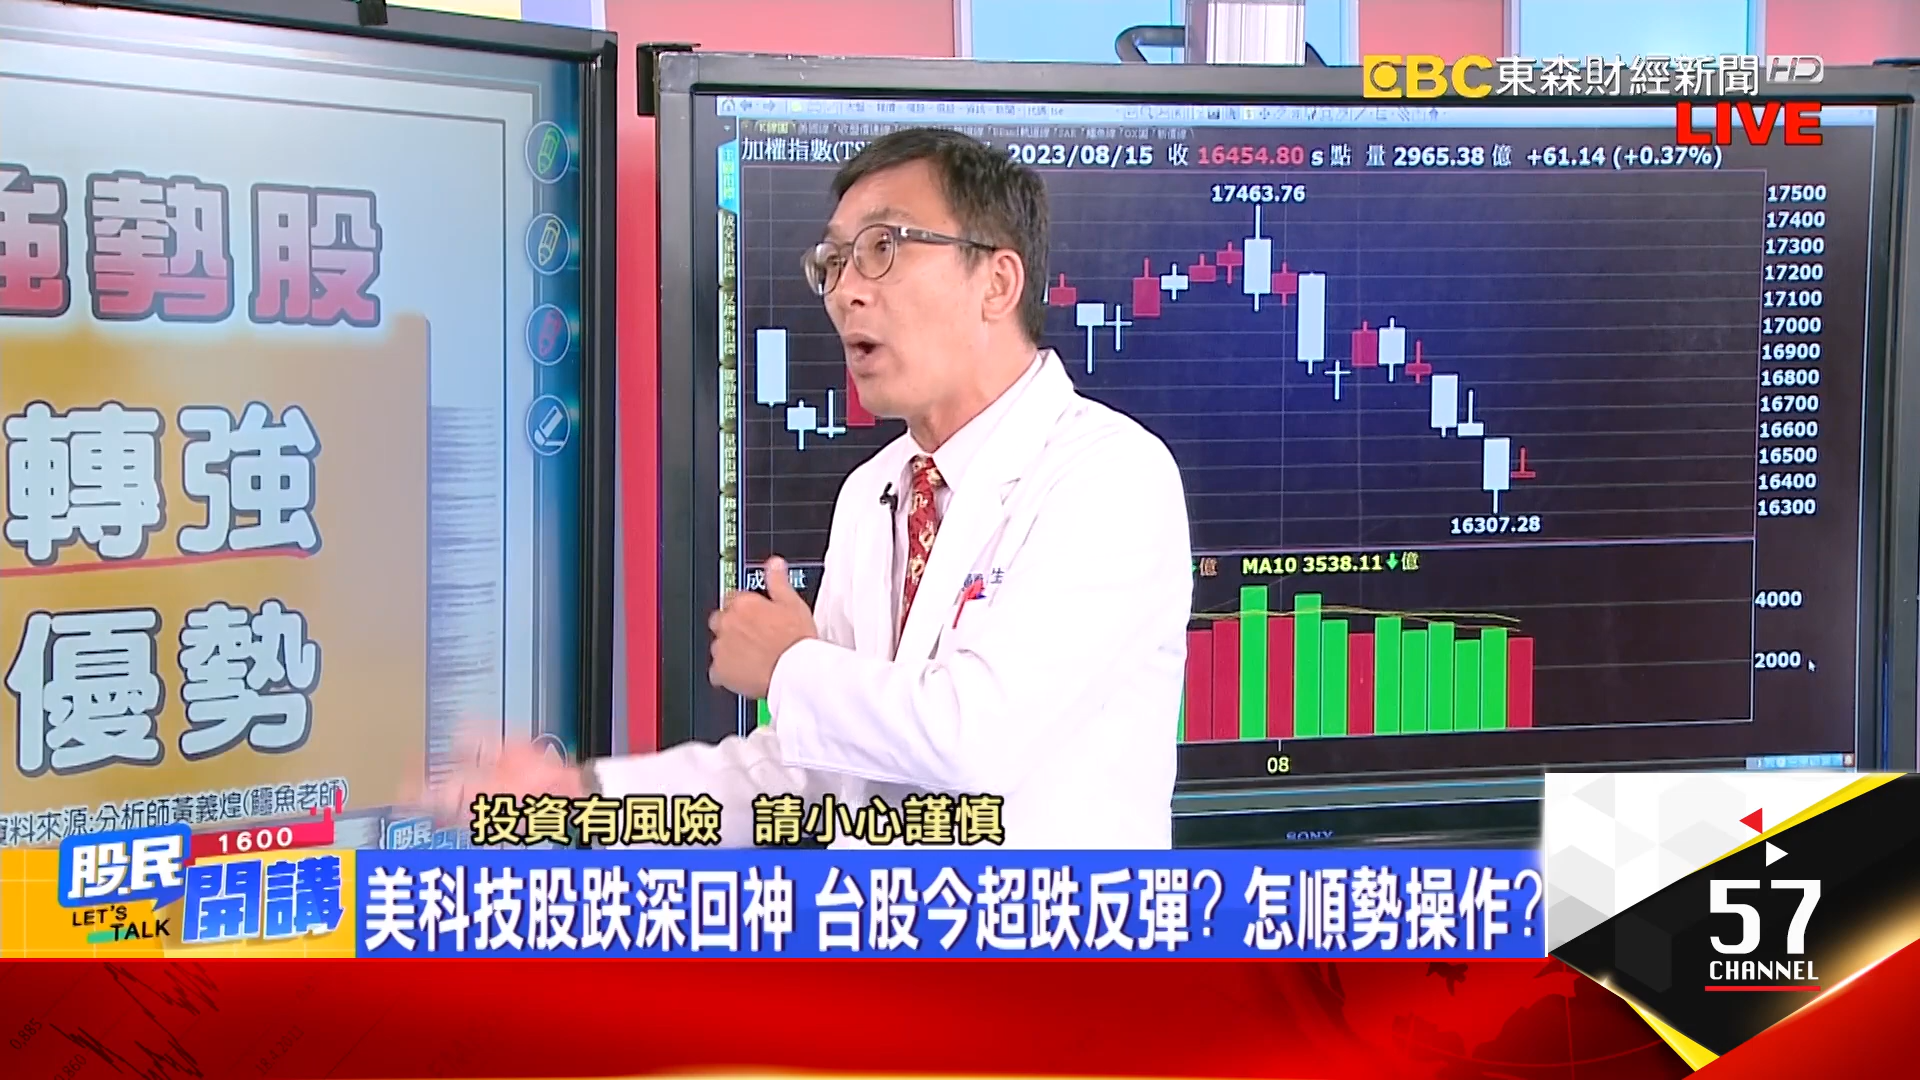 EBC 東森財經新聞 HD
LIVE
強勢股
轉強
優勢
資料來源:分析師黃義煌(鱷魚老師)
2023/08/15 收 16454.80 s 點 量 2965.38 億 +61.14 (+0.37%)
加權指數
17463.76
17500
17400
17300
17200
17100
17000
16900
16800
16700
16600
16500
16400
16300
16307.28
億 MA10 3538.11↓億
4000
2000
08
SONY
投資有風險 請小心謹慎
1600
股民開講
LET'S TALK
美科技股跌深回神 台股今超跌反彈? 怎順勢操作?
57
CHANNEL